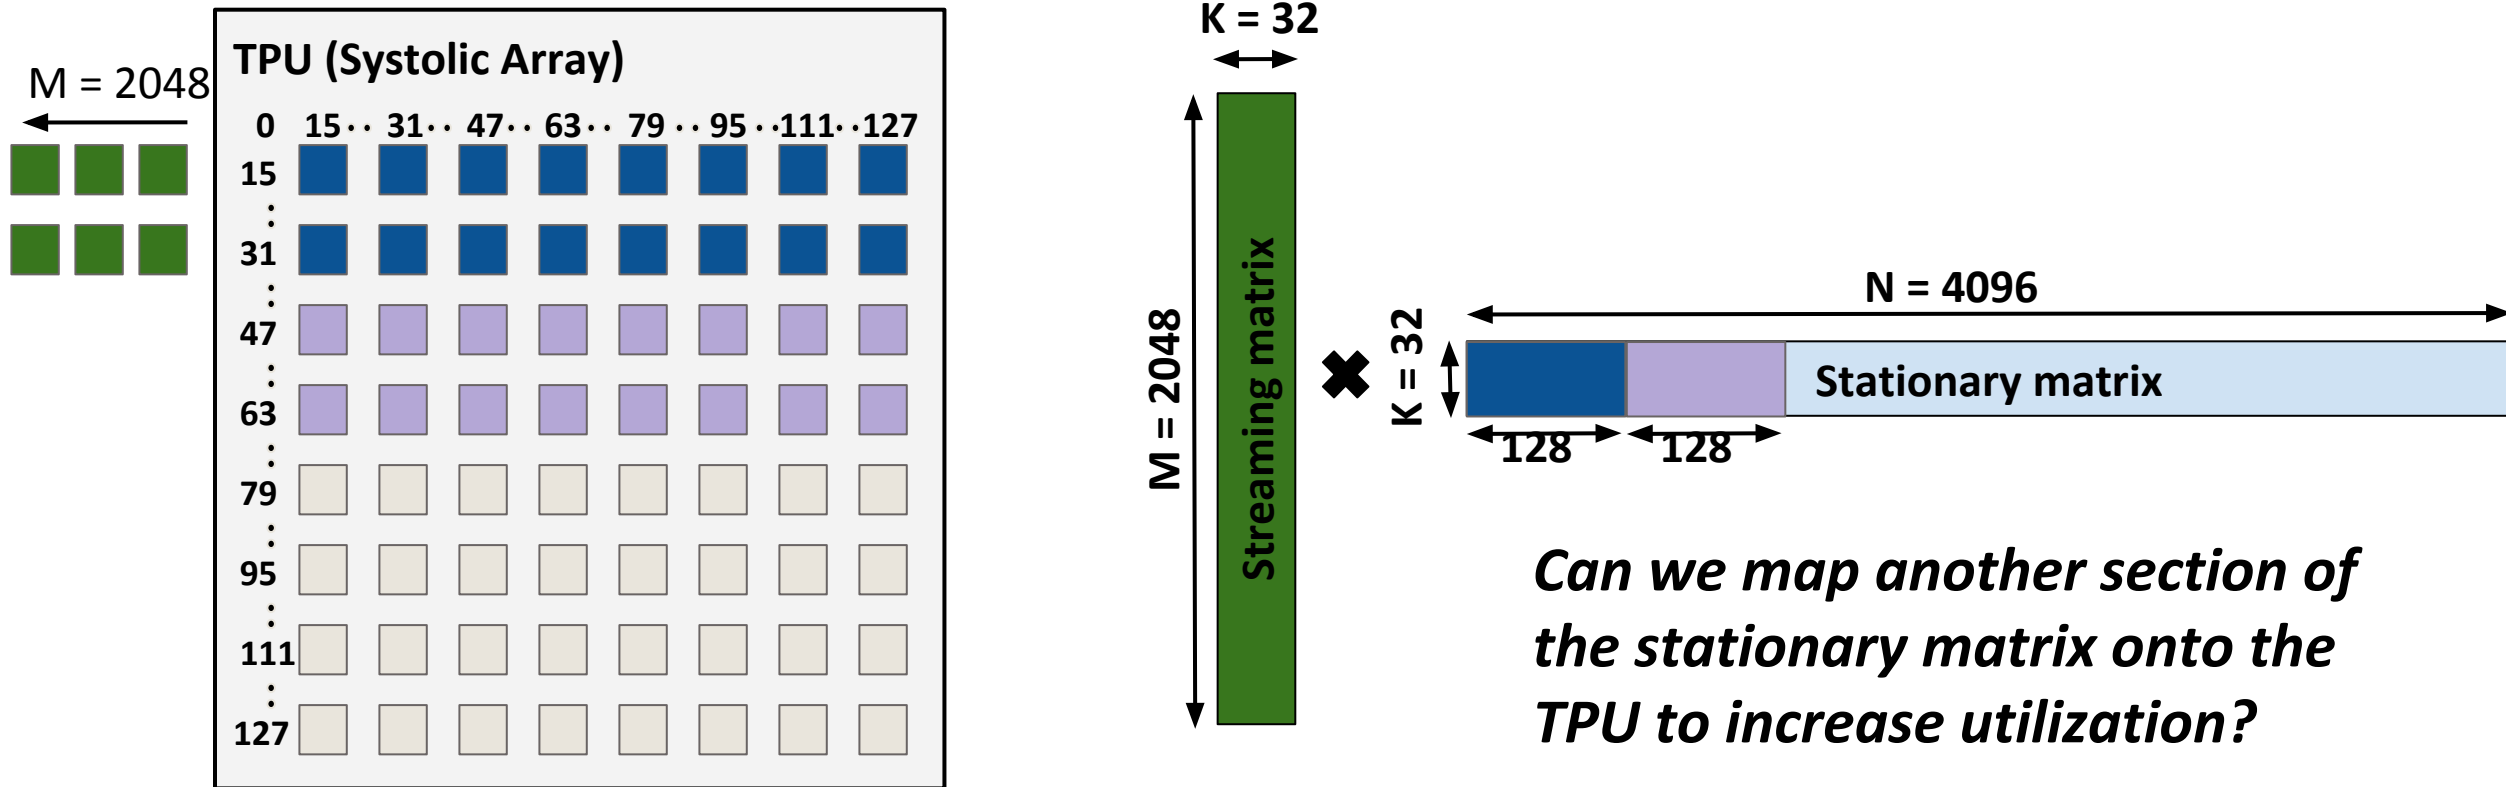 TPU (Systolic Array)
M = 2048
0 15 ·· 31 ·· 47 ·· 63 ·· 79 ·· 95 ·· 111 ·· 127
15
31
47
63
79
95
111
127
K = 32
M = 2048
Streaming matrix
K = 32
N = 4096
Stationary matrix
128 128
Can we map another section of
the stationary matrix onto the
TPU to increase utilization?